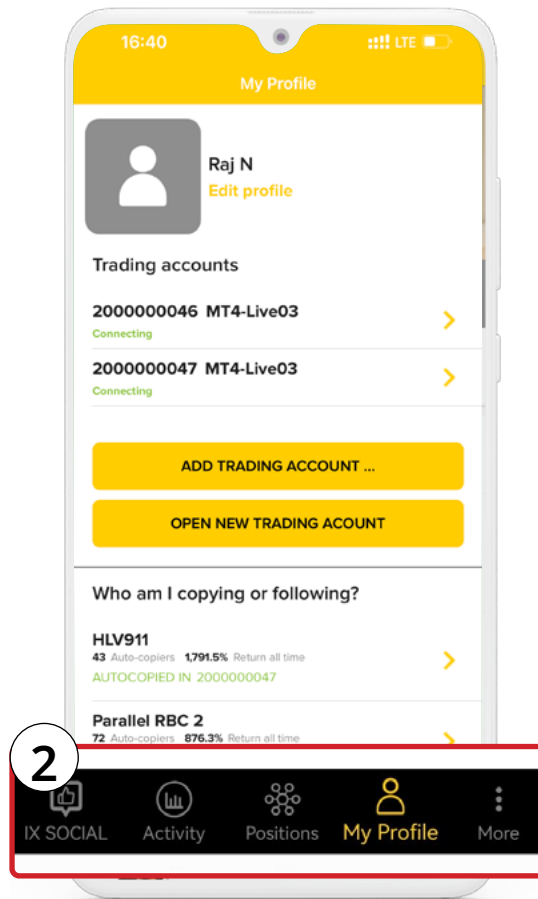 16:40 LTE
My Profile
Raj N
Edit profile
Trading accounts
2000000046 MT4-Live03
Connecting
2000000047 MT4-Live03
Connecting
ADD TRADING ACCOUNT ...
OPEN NEW TRADING ACOUNT
Who am I copying or following?
HLV911
43 Auto-copiers 1,791.5% Return all time
AUTOCOPIED IN 2000000047
Parallel RBC 2
72 Auto-copiers 876.3% Return all time
2
IX SOCIAL Activity Positions My Profile More